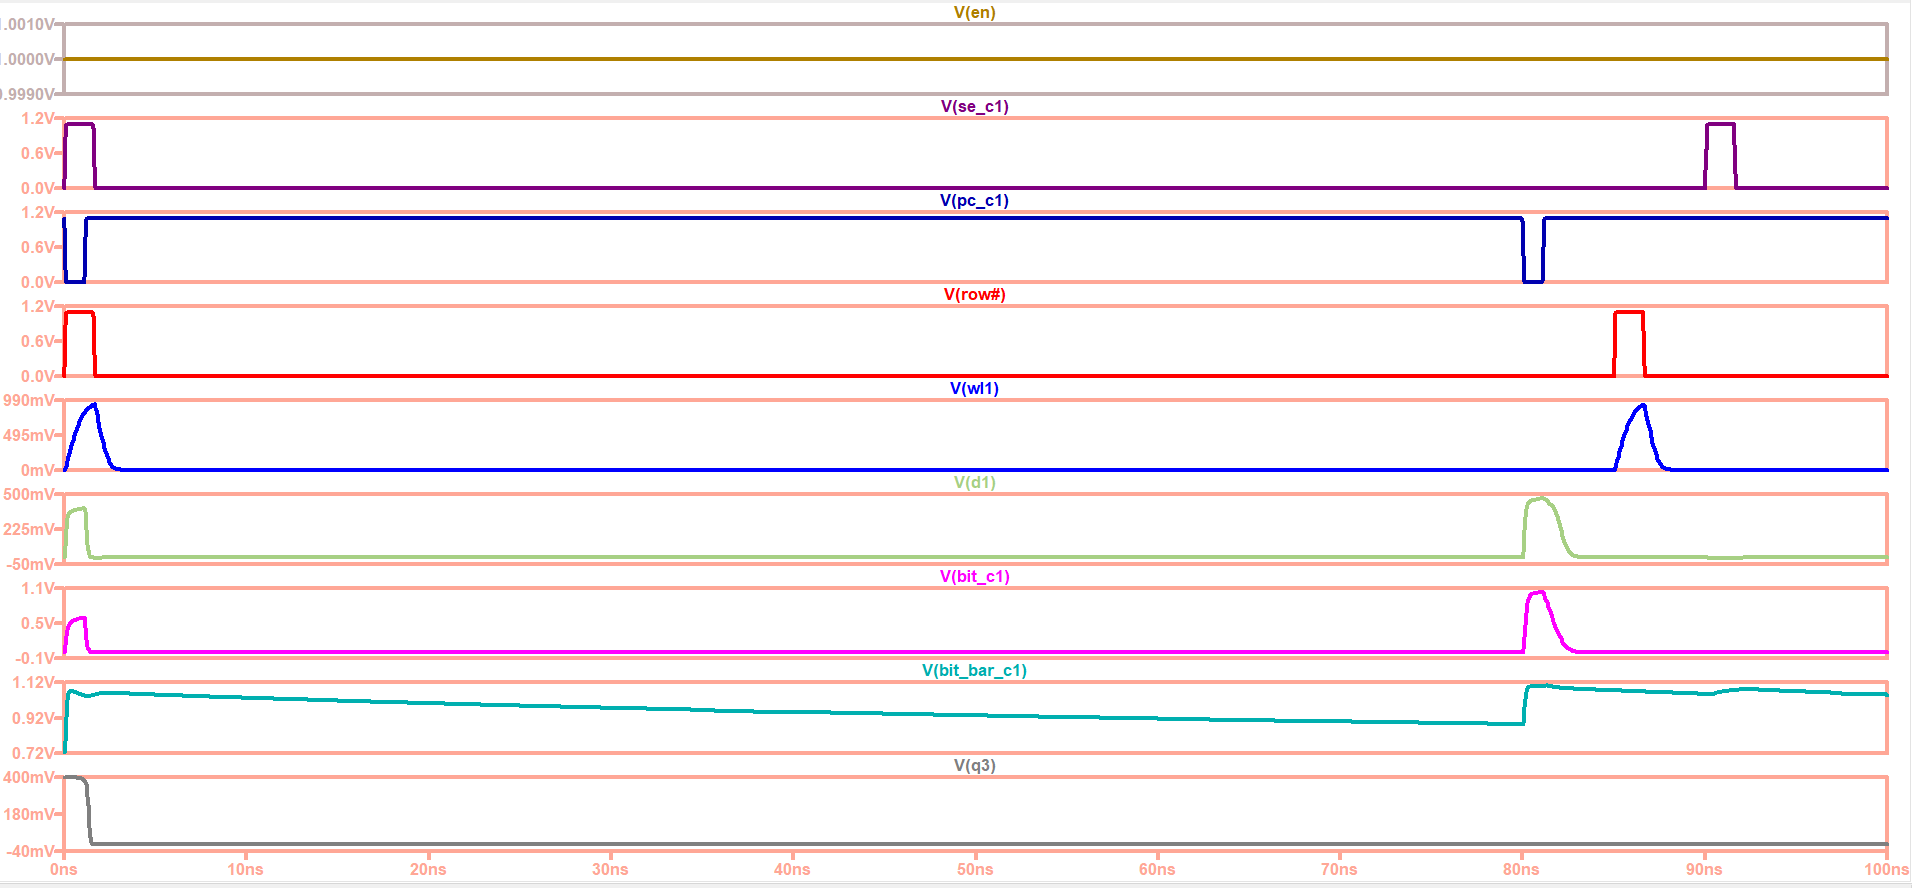 V(en)
1.0010V
1.0000V
0.9990V
V(se_c1)
1.2V
0.6V
0.0V
V(pc_c1)
1.2V
0.6V
0.0V
V(row#)
1.2V
0.6V
0.0V
V(wl1)
990mV
495mV
0mV
V(d1)
500mV
225mV
-50mV
V(bit_c1)
1.1V
0.5V
-0.1V
V(bit_bar_c1)
1.12V
0.92V
0.72V
V(q3)
400mV
180mV
-40mV
0ns 10ns 20ns 30ns 40ns 50ns 60ns 70ns 80ns 90ns 100ns